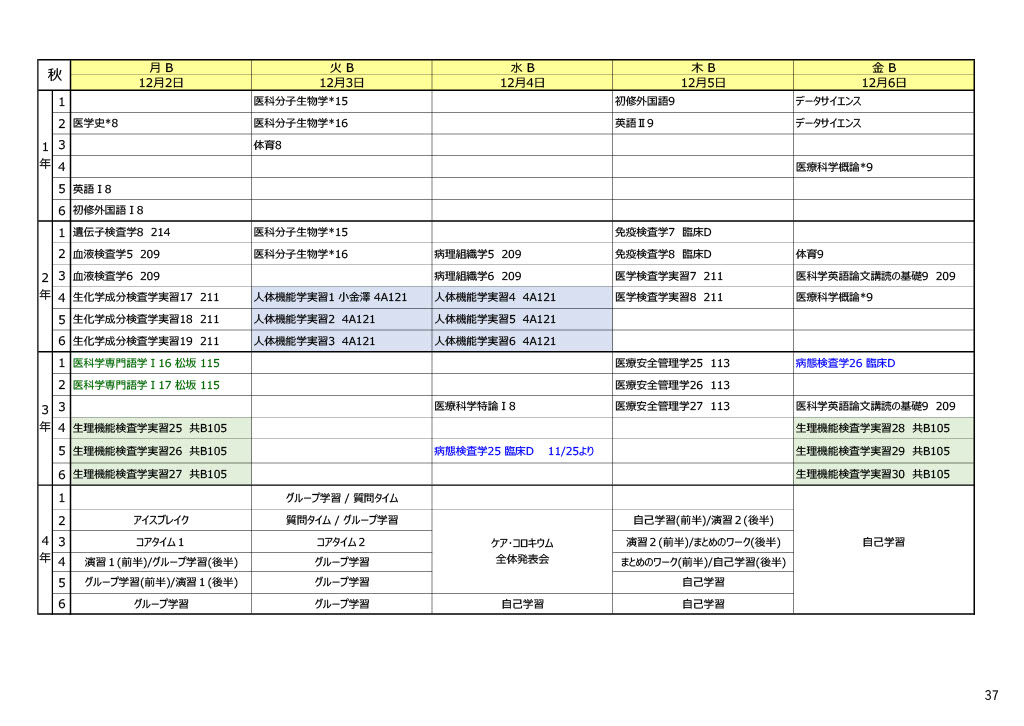 秋 月 B 火 B 水 B 木 B 金 B
12月2日 12月3日 12月4日 12月5日 12月6日
1年
1 医科分子生物学*15 初修外国語9 データサイエンス
2 医学史*8 医科分子生物学*16 英語Ⅱ9 データサイエンス
3 体育8
4 医療科学概論*9
5 英語Ⅰ8
6 初修外国語Ⅰ8
2年
1 遺伝子検査学8 214 医科分子生物学*15 免疫検査学7 臨床D
2 血液検査学5 209 医科分子生物学*16 病理組織学5 209 免疫検査学8 臨床D 体育9
3 血液検査学6 209 病理組織学6 209 医学検査学実習7 211 医科学英語論文講読の基礎9 209
4 生化学成分検査学実習17 211 人体機能学実習1 小金澤 4A121 人体機能学実習4 4A121 医学検査学実習8 211 医療科学概論*9
5 生化学成分検査学実習18 211 人体機能学実習2 4A121 人体機能学実習5 4A121
6 生化学成分検査学実習19 211 人体機能学実習3 4A121 人体機能学実習6 4A121
3年
1 医科学専門語学Ⅰ16 松坂 115 医療安全管理学25 113 病態検査学26 臨床D
2 医科学専門語学Ⅰ17 松坂 115 医療安全管理学26 113
3 医療科学特論Ⅰ8 医療安全管理学27 113 医科学英語論文講読の基礎9 209
4 生理機能検査学実習25 共B105 生理機能検査学実習28 共B105
5 生理機能検査学実習26 共B105 病態検査学25 臨床D 11/25より 生理機能検査学実習29 共B105
6 生理機能検査学実習27 共B105 生理機能検査学実習30 共B105
4年
1 グループ学習 / 質問タイム
2 アイスブレイク 質問タイム / グループ学習 自己学習(前半)/演習2(後半)
3 コアタイム1 コアタイム2 ケア・コロキウム 演習2(前半)/まとめのワーク(後半) 自己学習
全体発表会
4 演習1(前半)/グループ学習(後半) グループ学習 まとめのワーク(前半)/自己学習(後半)
5 グループ学習(前半)/演習1(後半) グループ学習 自己学習
6 グループ学習 グループ学習 自己学習 自己学習
37